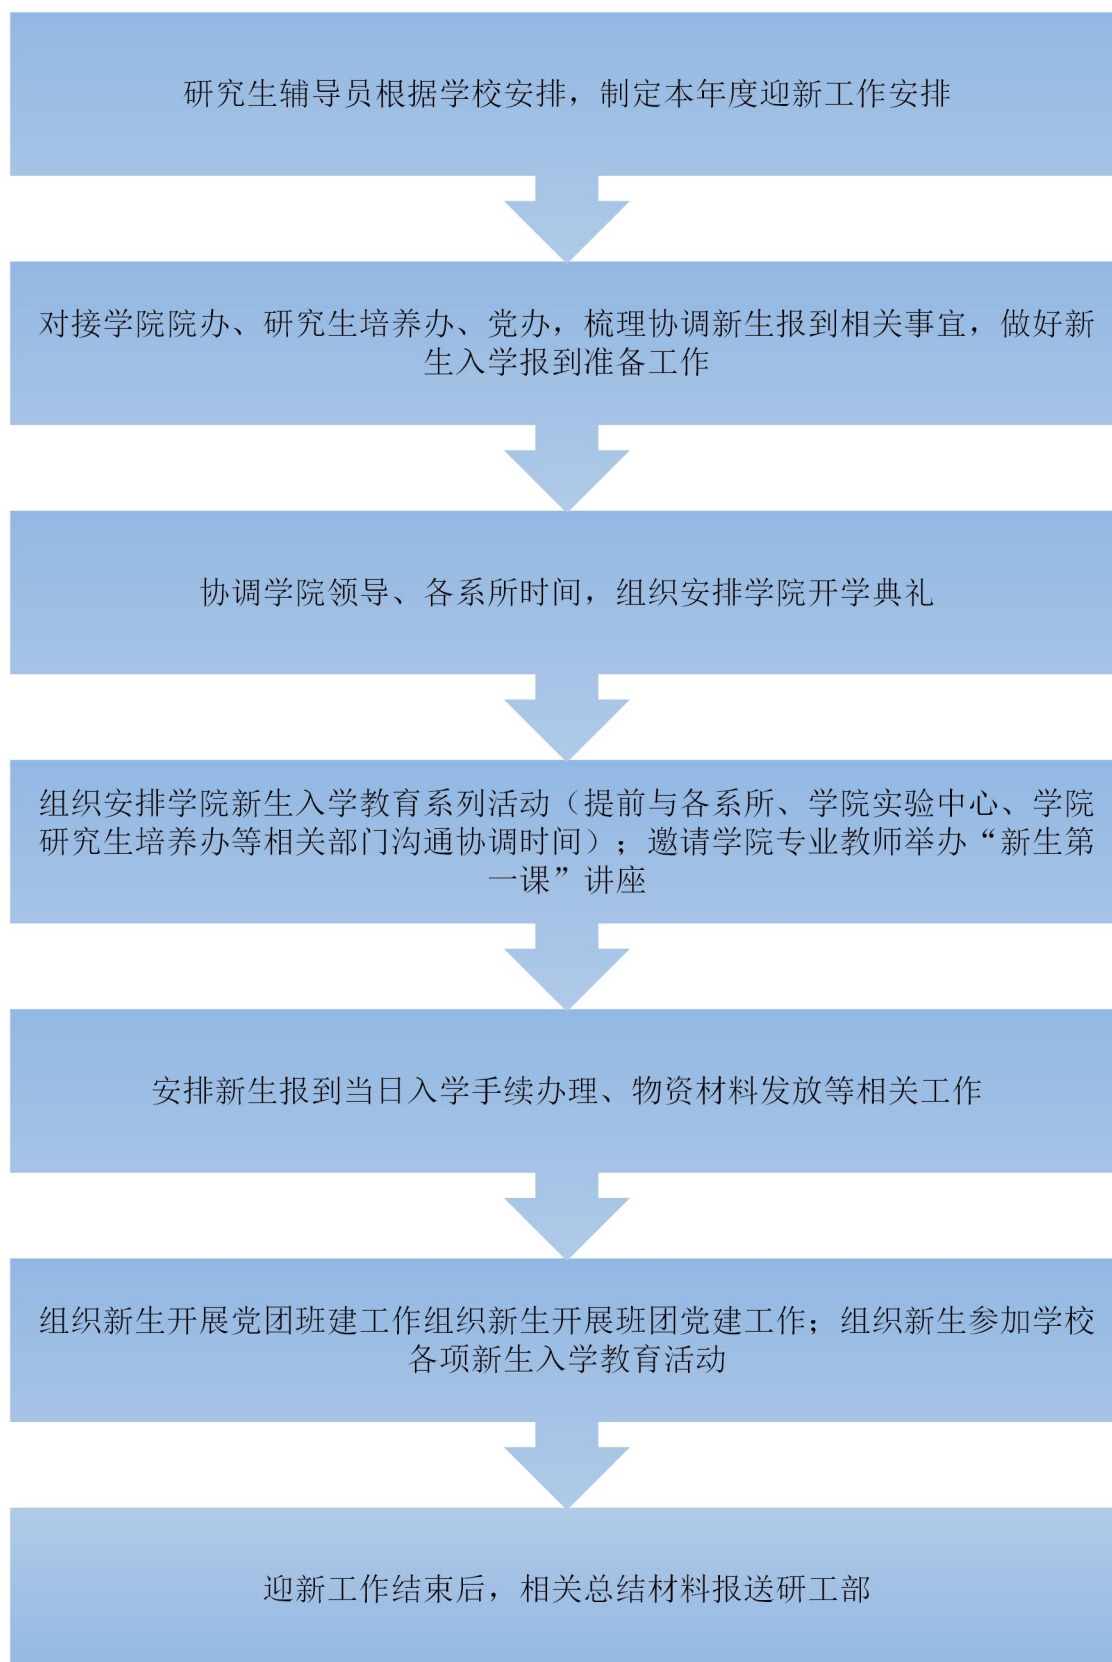 研究生辅导员根据学校安排，制定本年度迎新工作安排
对接学院院办、研究生培养办、党办，梳理协调新生报到相关事宜，做好新
生入学报到准备工作
协调学院领导、各系所时间，组织安排学院开学典礼
组织安排学院新生入学教育系列活动（提前与各系所、学院实验中心、学院
研究生培养办等相关部门沟通协调时间）；邀请学院专业教师举办“新生第
一课”讲座
安排新生报到当日入学手续办理、物资材料发放等相关工作
组织新生开展党团班建工作组织新生开展班团党建工作；组织新生参加学校
各项新生入学教育活动
迎新工作结束后，相关总结材料报送研工部